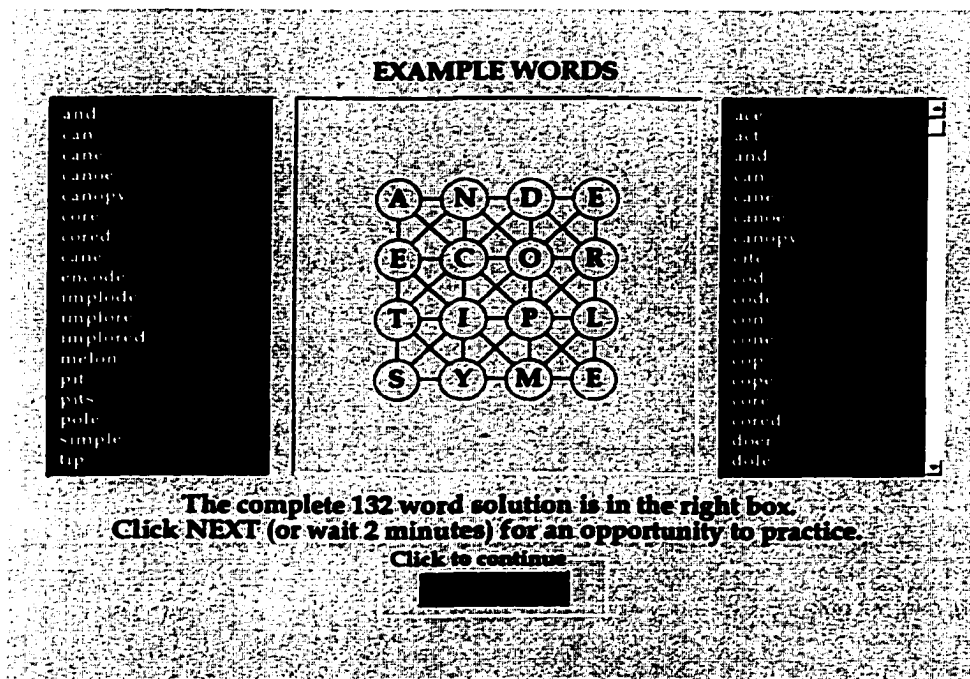 EXAMPLE WORDS
and
can
cane
canoe
canopy
core
cored
cane
encode
implode
implore
implored
melon
pit
pits
pole
simple
tip
A N D E
E C O R
T I P L
S Y M E
ace
act
and
can
cane
canoe
canopy
cite
cod
code
con
cone
cop
cope
core
cored
doer
dole
The complete 132 word solution is in the right box.
Click NEXT (or wait 2 minutes) for an opportunity to practice.
Click to continue